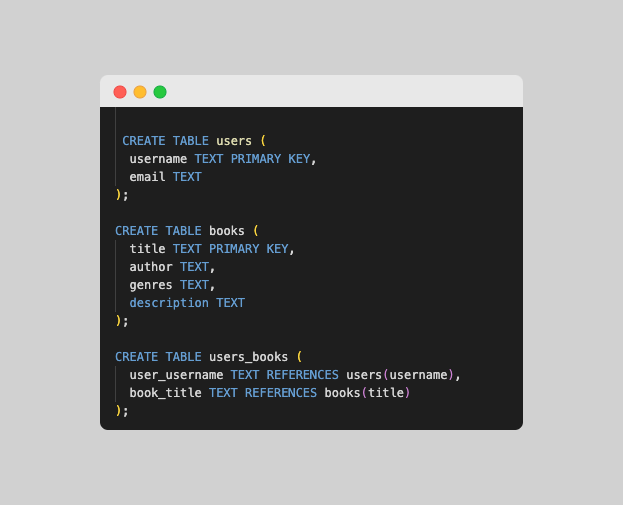 CREATE TABLE users (
username TEXT PRIMARY KEY,
email TEXT
);
CREATE TABLE books (
title TEXT PRIMARY KEY,
author TEXT,
genres TEXT,
description TEXT
);
CREATE TABLE users_books (
user_username TEXT REFERENCES users(username),
book_title TEXT REFERENCES books(title)
);